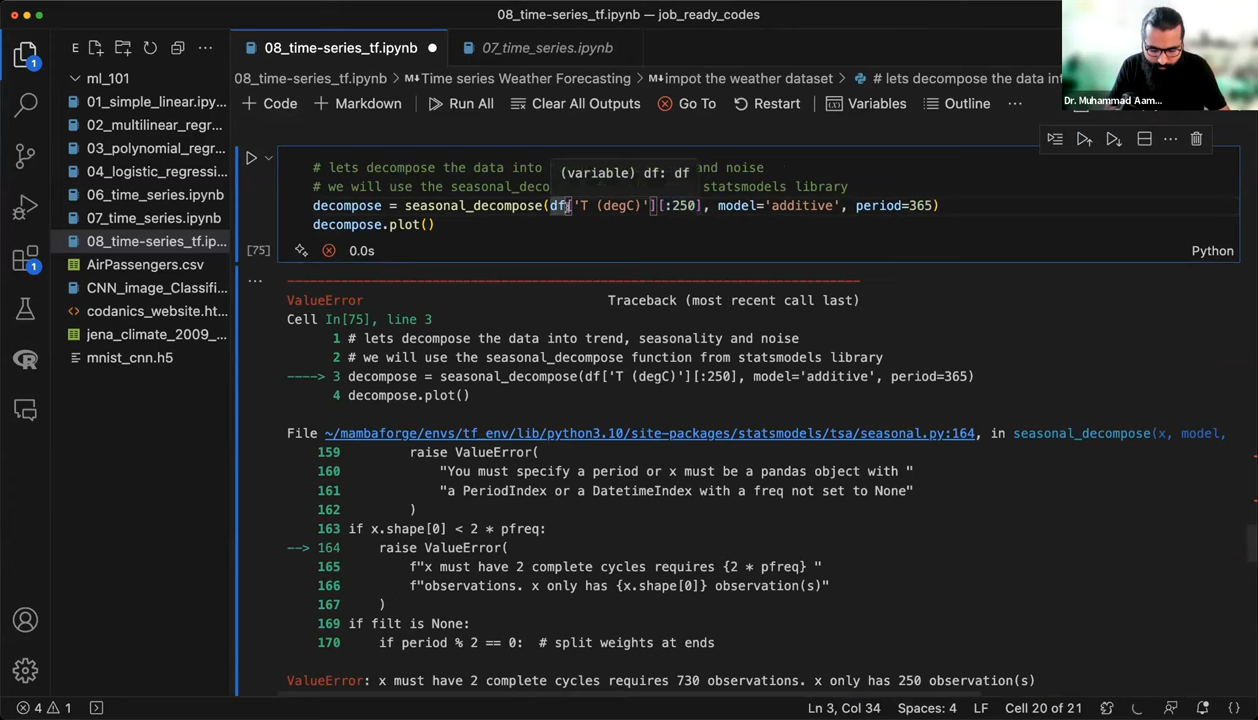 08_time-series_tf.ipynb — job_ready_codes
E
08_time-series_tf.ipynb
07_time_series.ipynb
ml_101
01_simple_linear.ipy...
02_multilinear_regr...
03_polynomial_regr...
04_logistic_regressi...
06_time_series.ipynb
07_time_series.ipynb
08_time-series_tf.ip...
AirPassengers.csv
CNN_image_Classifi...
codanics_website.ht...
jena_climate_2009_...
mnist_cnn.h5
1
1
08_time-series_tf.ipynb > M↓Time series Weather Forecasting > M↓impot the weather dataset > # lets decompose the data int
+ Code + Markdown Run All Clear All Outputs Go To Restart Variables Outline ...
Dr. Muhammad Aam...
# lets decompose the data into and noise
(variable) df: df
# we will use the seasonal_deco statsmodels library
decompose = seasonal_decompose(df['T (degC)'][:250], model='additive', period=365)
decompose.plot()
[75] 0.0s Python
ValueError Traceback (most recent call last)
Cell In[75], line 3
1 # lets decompose the data into trend, seasonality and noise
2 # we will use the seasonal_decompose function from statsmodels library
----> 3 decompose = seasonal_decompose(df['T (degC)'][:250], model='additive', period=365)
4 decompose.plot()
File ~/mambaforge/envs/tf_env/lib/python3.10/site-packages/statsmodels/tsa/seasonal.py:164, in seasonal_decompose(x, model,
159 raise ValueError(
160 "You must specify a period or x must be a pandas object with "
161 "a PeriodIndex or a DatetimeIndex with a freq not set to None"
162 )
163 if x.shape[0] < 2 * pfreq:
--> 164 raise ValueError(
165 f"x must have 2 complete cycles requires {2 * pfreq} "
166 f"observations. x only has {x.shape[0]} observation(s)"
167 )
169 if filt is None:
170 if period % 2 == 0: # split weights at ends
ValueError: x must have 2 complete cycles requires 730 observations. x only has 250 observation(s)
4 1 Ln 3, Col 34 Spaces: 4 LF Cell 20 of 21